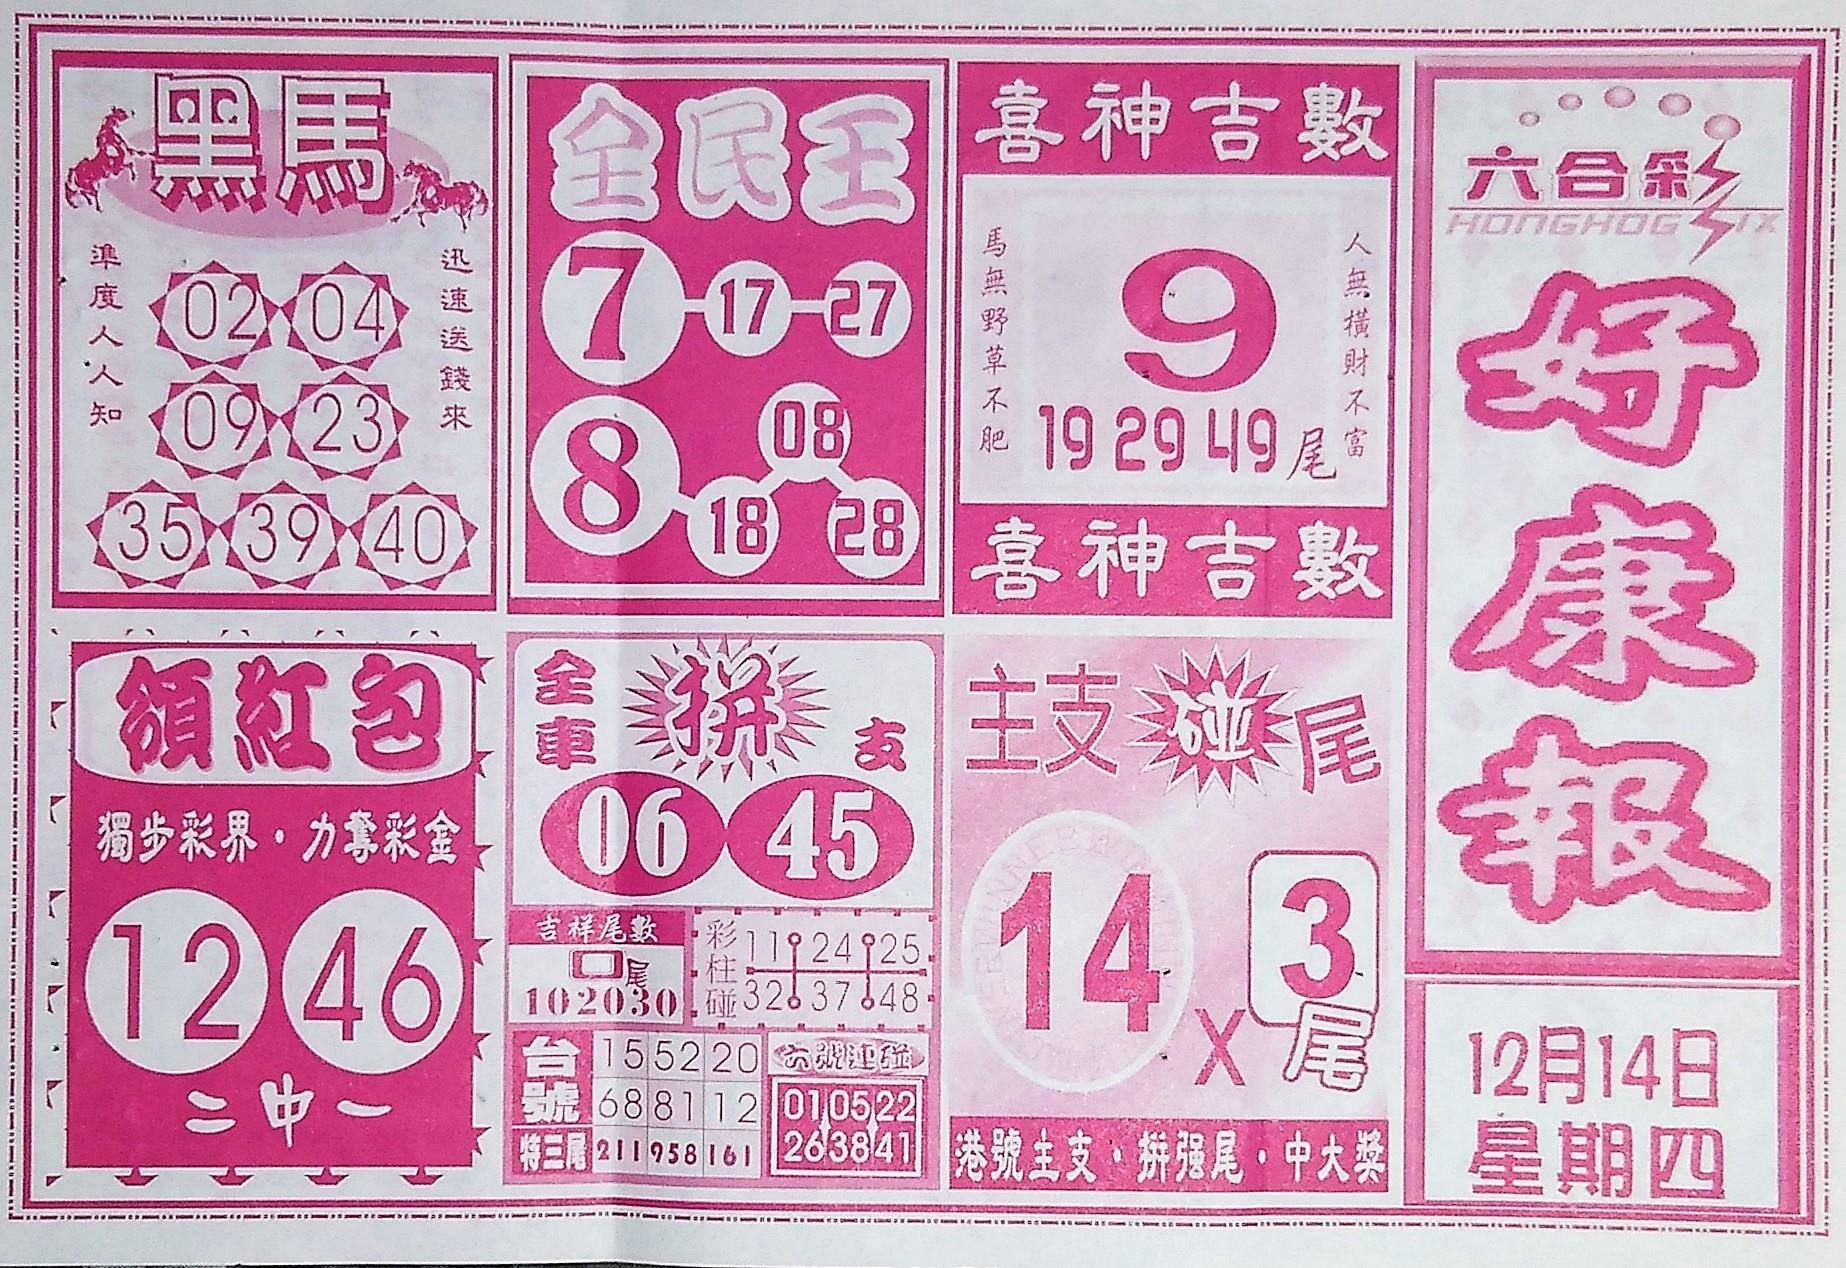 黑馬
準度人人知
迅速送錢來
02 04
09 23
35 39 40
全民王
7 17 27
8 08
18 28
喜神吉數
馬無野草不肥
人無橫財不富
9
19 29 49 尾
喜神吉數
六合彩
HONGHOG SIX
好康報
12月14日
星期四
領紅包
獨步彩界·力奪彩金
12 46
二中一
全車 拼 支
06 45
吉祥尾數
0尾
10 20 30
彩柱碰
11 24 25
32 37 48
台號
15 52 20
68 81 12
特三尾 211 958 161
六號連碰
01 05 22
26 38 41
主支 碰 尾
14 X 3尾
港號主支·拼强尾·中大獎